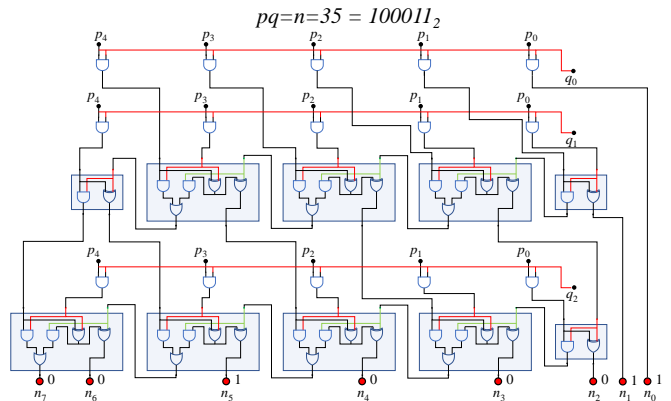 pq=n=35 = 100011₂
p₄ p₃ p₂ p₁ p₀
q₀
p₄ p₃ p₂ p₁ p₀
q₁
p₄ p₃ p₂ p₁ p₀
q₂
0 0 1 0 0 0 1 1
n₇ n₆ n₅ n₄ n₃ n₂ n₁ n₀